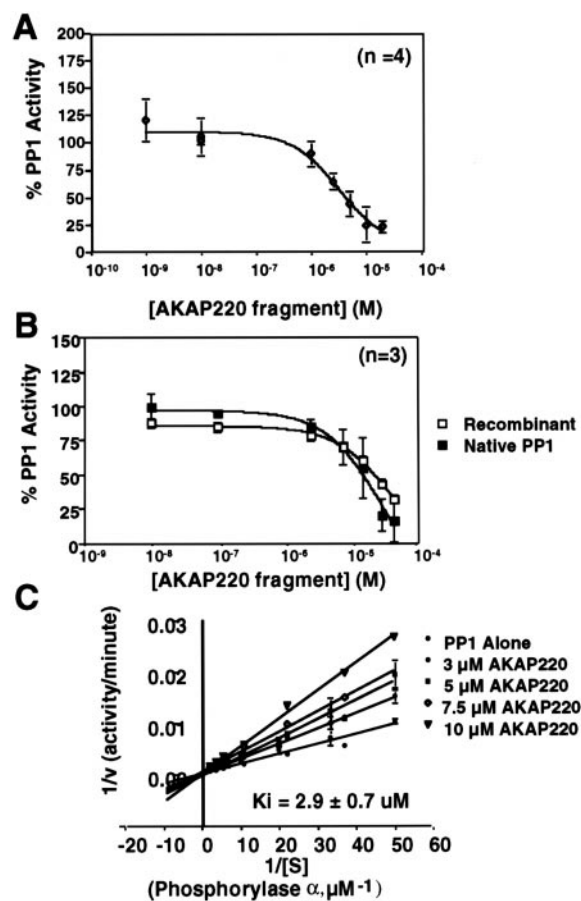 A
200
175
150
125
100
75
50
25
0
% PP1 Activity
(n =4)
10-10 10-9 10-8 10-7 10-6 10-5 10-4
[AKAP220 fragment] (M)
B
150
125
100
75
50
25
0
% PP1 Activity
(n=3)
Recombinant
Native PP1
10-9 10-8 10-7 10-6 10-5 10-4
[AKAP220 fragment] (M)
C
0.03
0.02
0.01
0.00
1/v (activity/minute)
PP1 Alone
3 µM AKAP220
5 µM AKAP220
7.5 µM AKAP220
10 µM AKAP220
Ki = 2.9 ± 0.7 uM
-20 -10 0 10 20 30 40 50 60
1/[S]
(Phosphorylase α,µM-1)